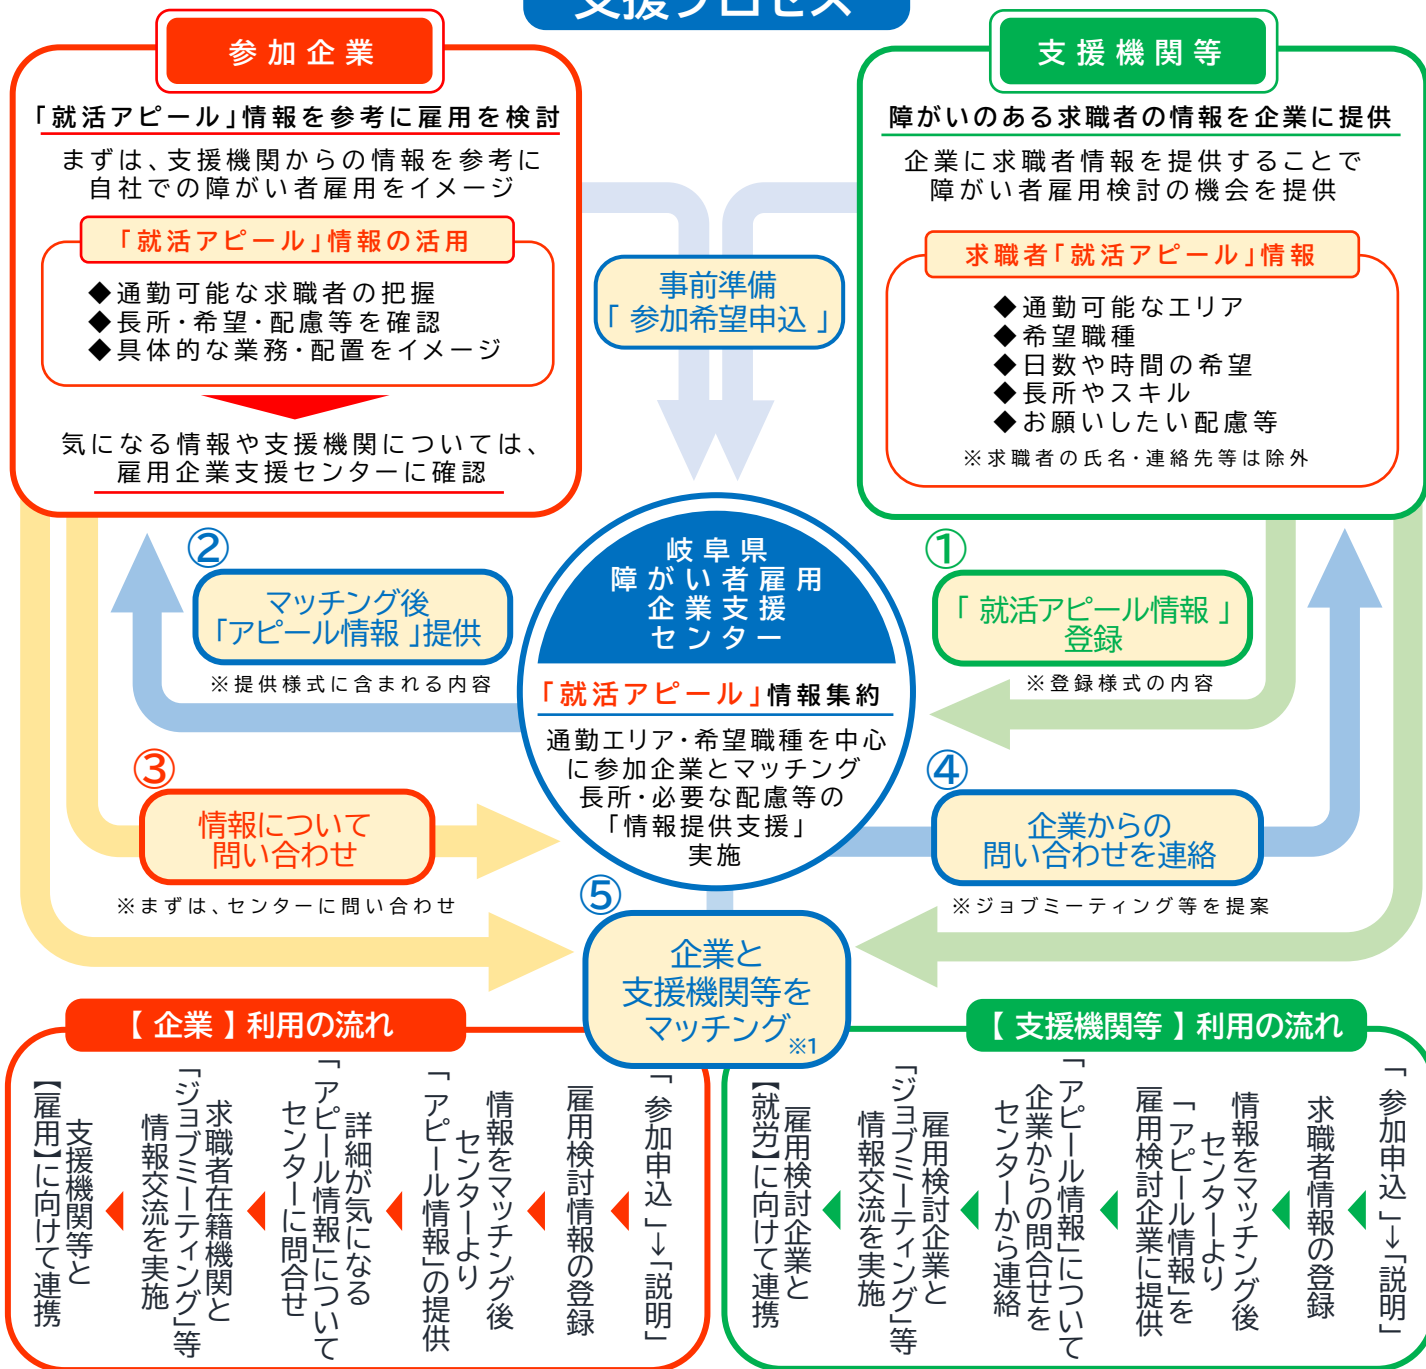 支援プロセス
参加企業
「就活アピール」情報を参考に雇用を検討
まずは、支援機関からの情報を参考に
自社での障がい者雇用をイメージ
「就活アピール」情報の活用
◆通勤可能な求職者の把握
◆長所・希望・配慮等を確認
◆具体的な業務・配置をイメージ
気になる情報や支援機関については、
雇用企業支援センターに確認
支援機関等
障がいのある求職者の情報を企業に提供
企業に求職者情報を提供することで
障がい者雇用検討の機会を提供
求職者「就活アピール」情報
◆通勤可能なエリア
◆希望職種
◆日数や時間の希望
◆長所やスキル
◆お願いしたい配慮等
※求職者の氏名・連絡先等は除外
事前準備
「 参加希望申込 」
岐阜県
障がい者雇用
企業支援
センター
「就活アピール」情報集約
通勤エリア・希望職種を中心
に参加企業とマッチング
長所・必要な配慮等の
「情報提供支援」
実施
①
「 就活アピール情報 」
登録
※登録様式の内容
②
マッチング後
「アピール情報 」提供
※提供様式に含まれる内容
③
情報について
問い合わせ
※まずは、センターに問い合わせ
④
企業からの
問い合わせを連絡
※ジョブミーティング等を提案
⑤
企業と
支援機関等を
マッチング※1
【 企業 】利用の流れ
「 参加申込 」→「説明」
雇用検討情報の登録
情報をマッチング後
センターより
「アピール情報」の提供
詳細が気になる
「アピール情報」について
センターに問合せ
求職者在籍機関と
「ジョブミーティング」等
情報交流を実施
支援機関等と
【雇用】に向けて連携
【 支援機関等 】利用の流れ
「 参加申込 」→「説明」
求職者情報の登録
情報をマッチング後
センターより
「アピール情報」を
雇用検討企業に提供
「アピール情報」について
企業からの問合せを
センターから連絡
雇用検討企業と
「ジョブミーティング」等
情報交流を実施
雇用検討企業と
【就労】に向けて連携